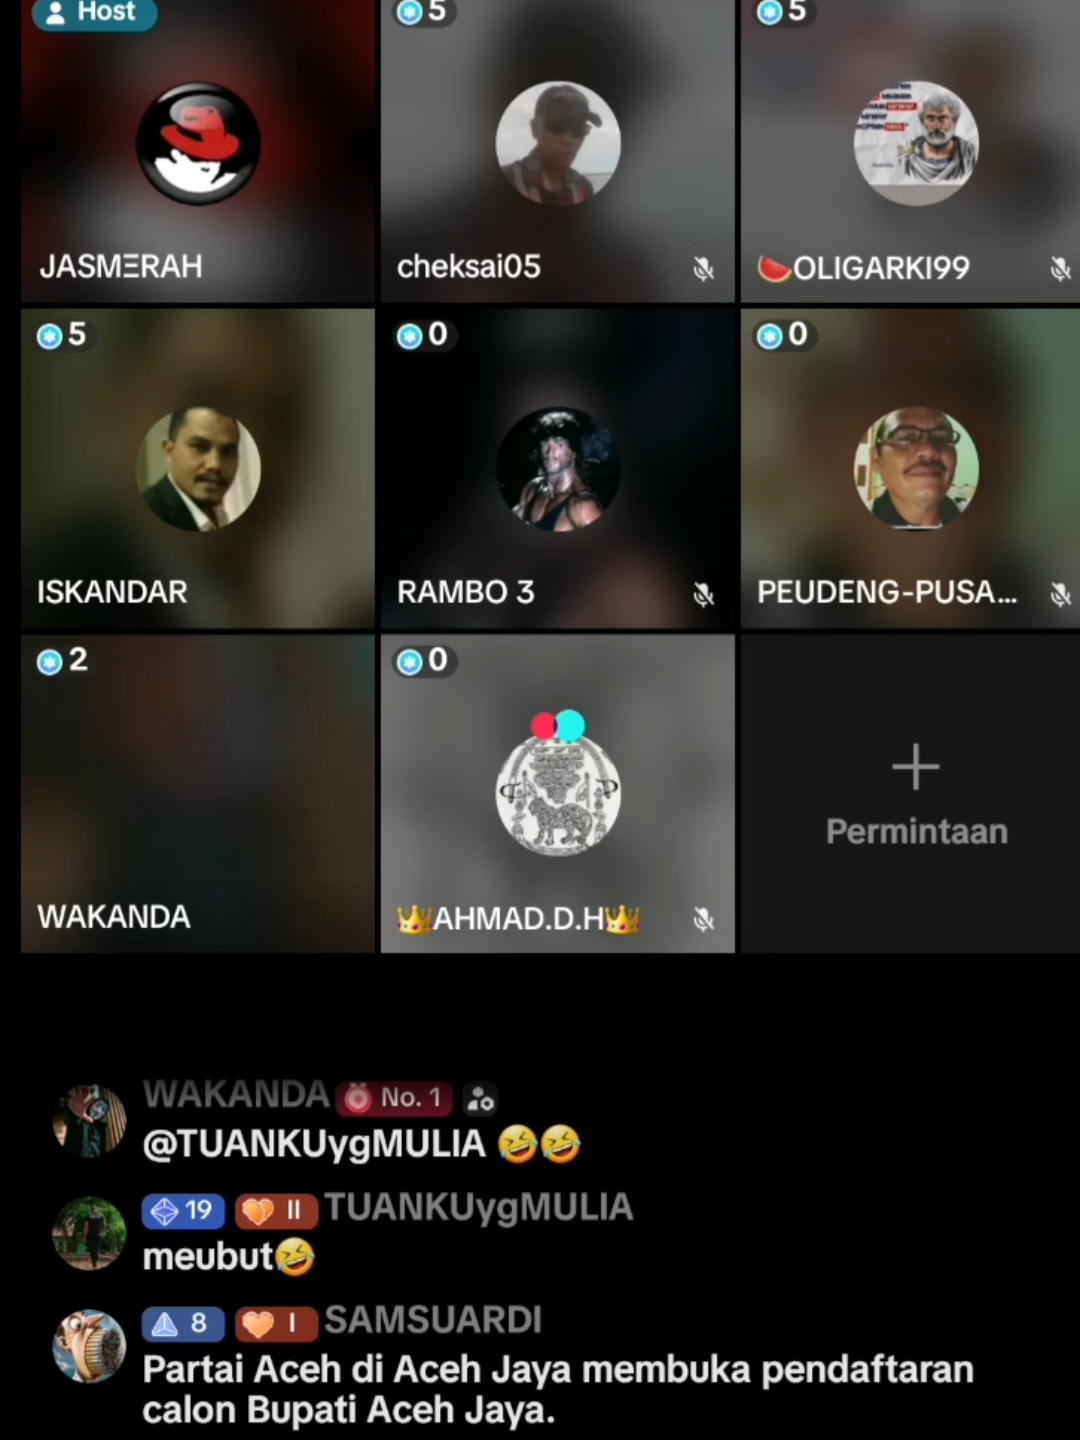 Host
5
5
JASMΞRAH
cheksai05
🍉OLIGARKI99
5
0
0
ISKANDAR
RAMBO 3
PEUDENG-PUSA...
2
0
WAKANDA
👑AHMAD.D.H👑
Permintaan
WAKANDA No. 1
@TUANKUygMULIA 🤣🤣
19 II TUANKUygMULIA
meubut🤣
8 I SAMSUARDI
Partai Aceh di Aceh Jaya membuka pendaftaran
calon Bupati Aceh Jaya.